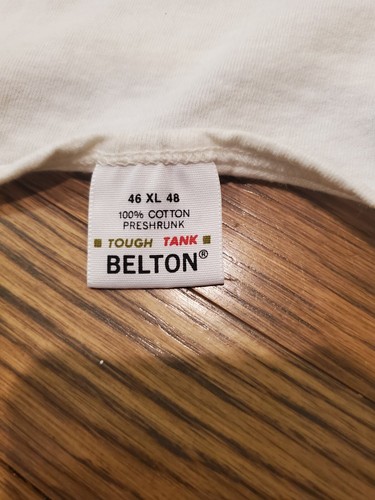 46 XL 48
100% COTTON
PRESHRUNK
TOUGH TANK
BELTON®